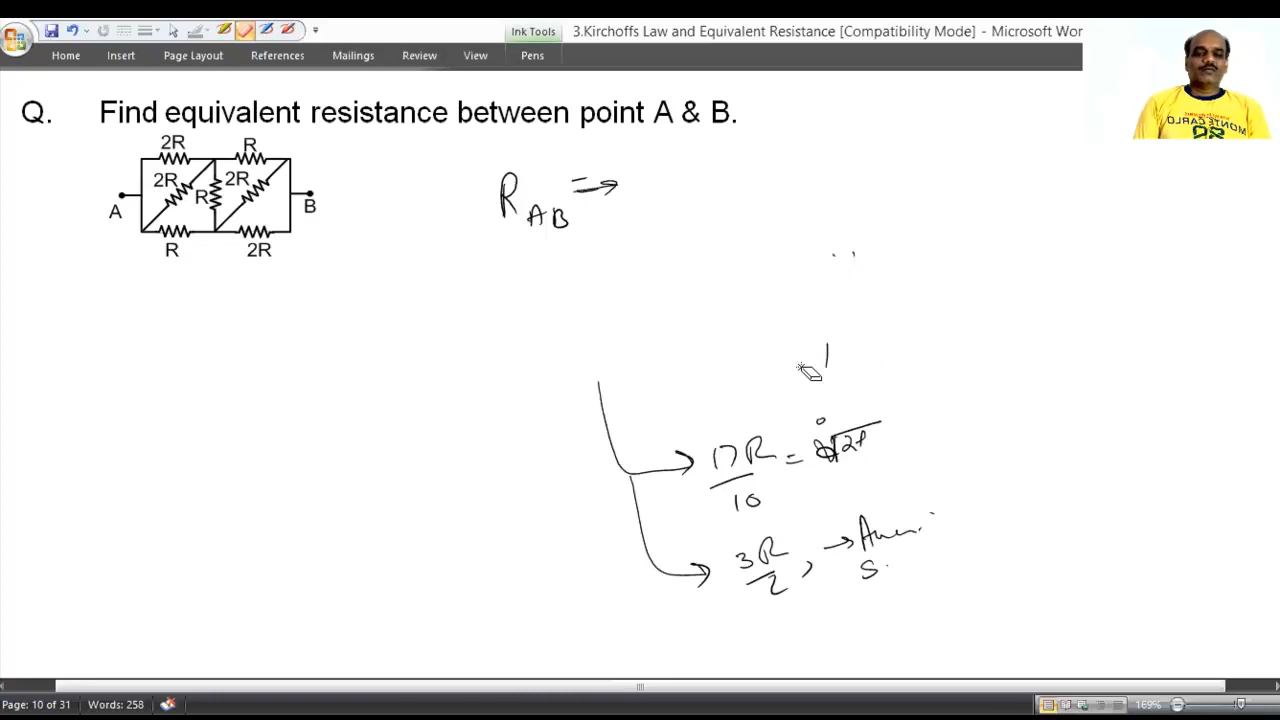 Ink Tools
3.Kirchoffs Law and Equivalent Resistance [Compatibility Mode] - Microsoft Wor
Home Insert Page Layout References Mailings Review View Pens
Q. Find equivalent resistance between point A & B.
2R R
2R R 2R
A B
R 2R
R AB =
17R =
10
3R ,
2
S
Page: 10 of 31 Words: 258 169%